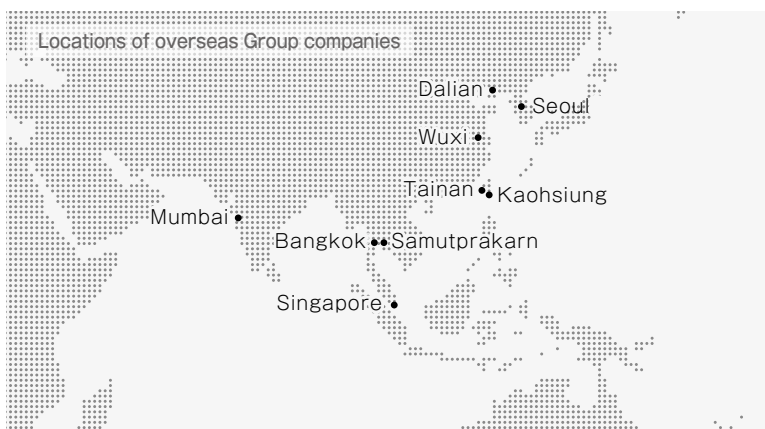 Locations of overseas Group companies
Dalian
Seoul
Wuxi
Tainan
Kaohsiung
Mumbai
Bangkok
Samutprakarn
Singapore